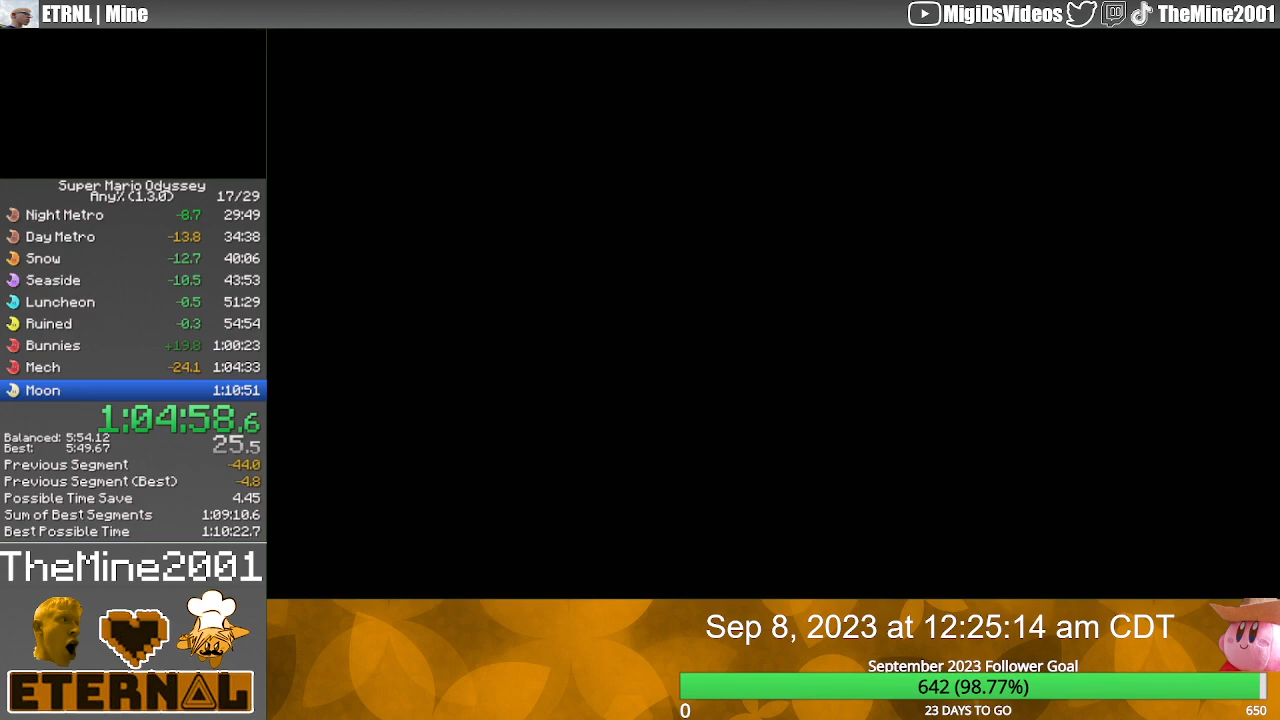 ETRNL | Mine
MigiDsVideos
TheMine2001
Super Mario Odyssey
Any% (1.3.0) 17/29
Night Metro -8.7 29:49
Day Metro -13.8 34:38
Snow -12.7 40:06
Seaside -10.5 43:53
Luncheon -0.5 51:29
Ruined -0.3 54:54
Bunnies +19.8 1:00:23
Mech -24.1 1:04:33
Moon 1:10:51
1:04:58.6
Balanced: 5:54.12
Best: 5:49.67
25.5
Previous Segment -44.0
Previous Segment (Best) -4.8
Possible Time Save 4.45
Sum of Best Segments 1:09:10.6
Best Possible Time 1:10:22.7
TheMine2001
ETERNAL
Sep 8, 2023 at 12:25:14 am CDT
September 2023 Follower Goal
642 (98.77%)
0 23 DAYS TO GO 650